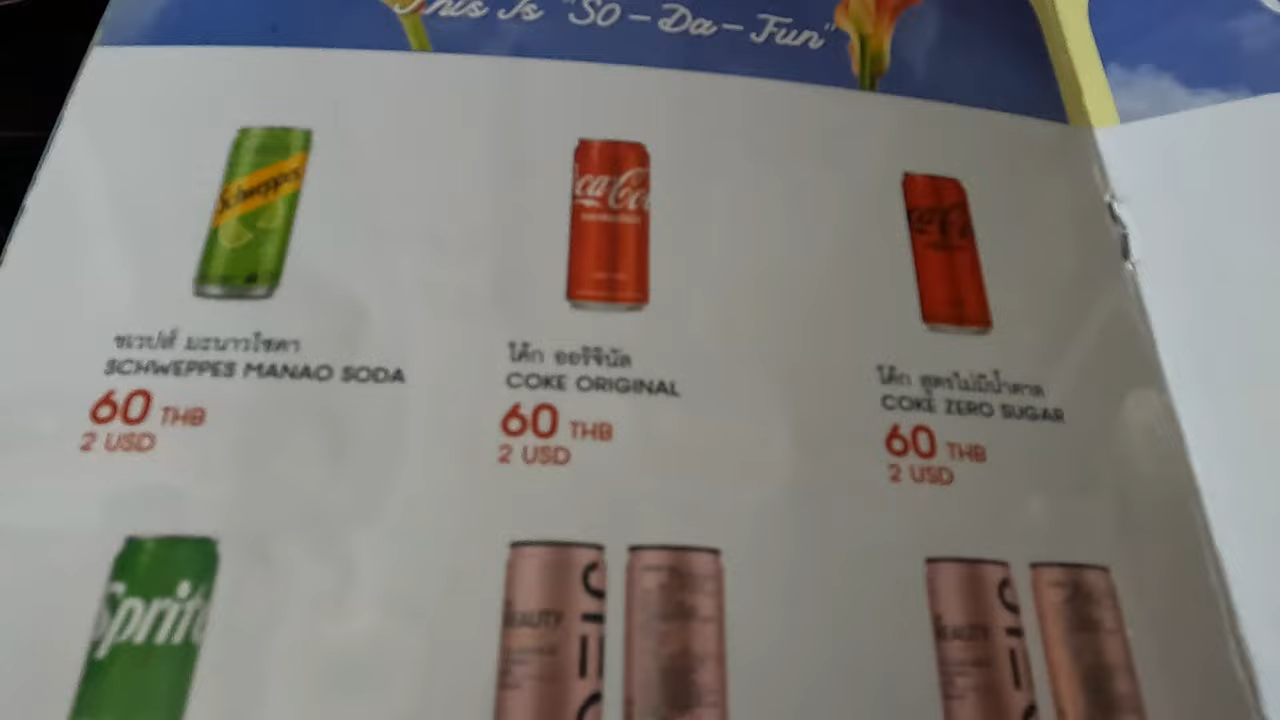 This Is "So-Da-Fun"
Schweppes
ชเวปส์ มะนาวโซดา
SCHWEPPES MANAO SODA
60 THB
2 USD
โค้ก ออริจินัล
COKE ORIGINAL
60 THB
2 USD
โค้ก สูตรไม่มีน้ำตาล
COKE ZERO SUGAR
60 THB
2 USD
Sprite
BEAUTY
BEAUTY